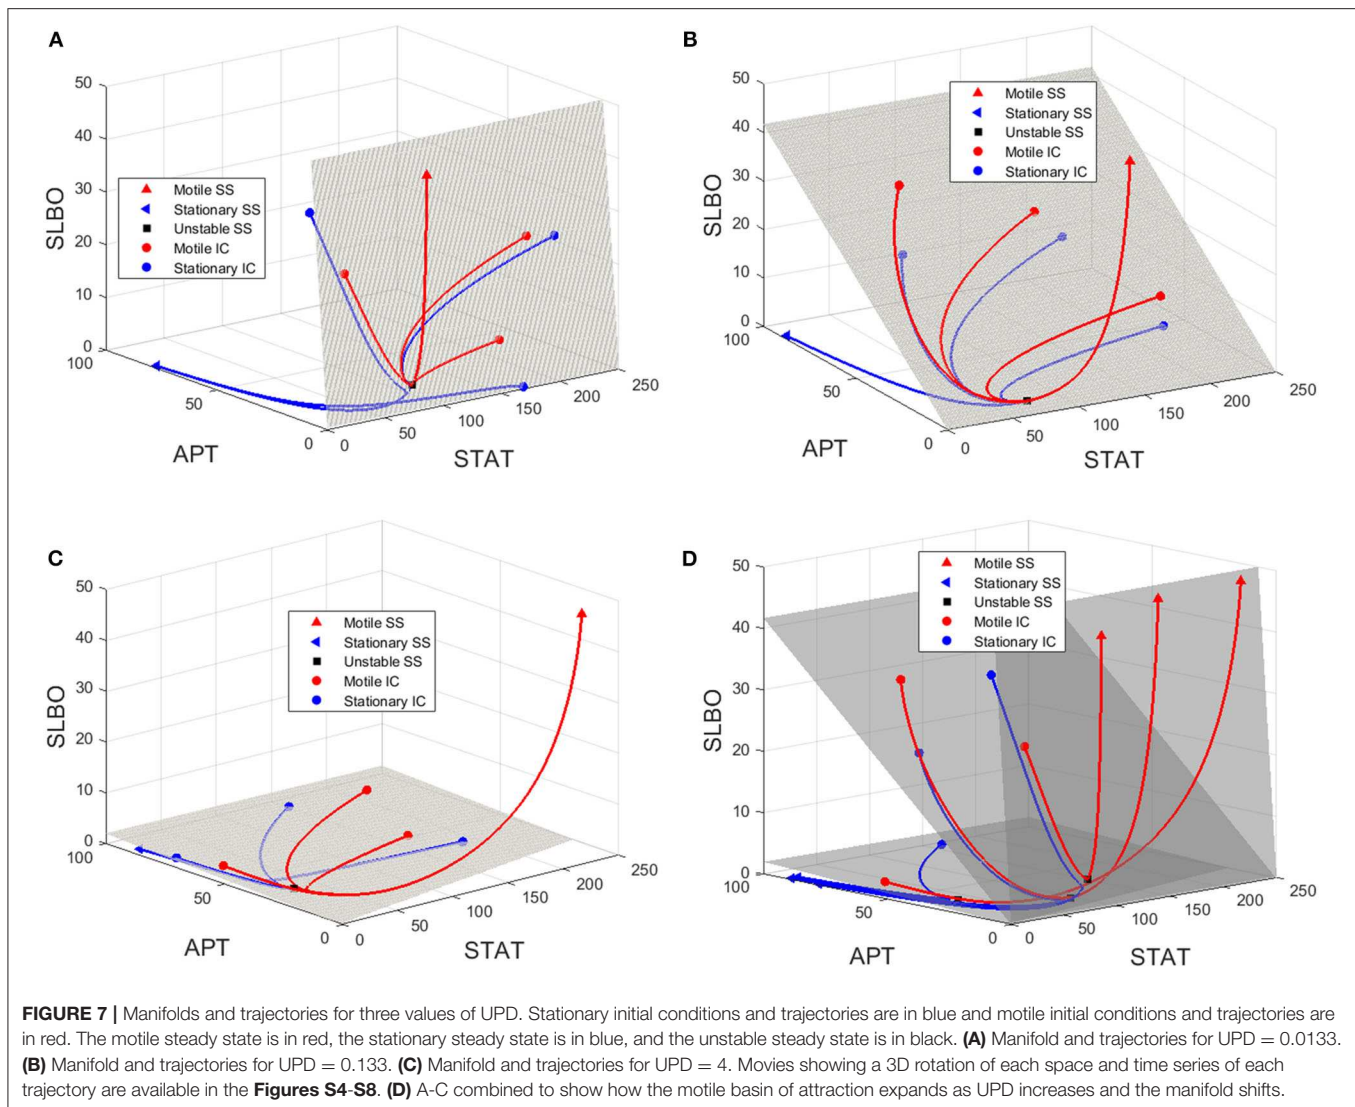 A
50
40
30
20
10
0
SLBO
100
50
0
APT
0
50
100
150
200
250
STAT
Motile SS
Stationary SS
Unstable SS
Motile IC
Stationary IC
B
50
40
30
20
10
0
SLBO
100
50
0
APT
0
50
100
150
200
250
STAT
Motile SS
Stationary SS
Unstable SS
Motile IC
Stationary IC
C
50
40
30
20
10
0
SLBO
100
50
0
APT
0
50
100
150
200
250
STAT
Motile SS
Stationary SS
Unstable SS
Motile IC
Stationary IC
D
50
40
30
20
10
0
SLBO
100
50
0
APT
0
50
100
150
200
250
STAT
Motile SS
Stationary SS
Unstable SS
Motile IC
Stationary IC
FIGURE 7 | Manifolds and trajectories for three values of UPD. Stationary initial conditions and trajectories are in blue and motile initial conditions and trajectories are
in red. The motile steady state is in red, the stationary steady state is in blue, and the unstable steady state is in black. (A) Manifold and trajectories for UPD = 0.0133.
(B) Manifold and trajectories for UPD = 0.133. (C) Manifold and trajectories for UPD = 4. Movies showing a 3D rotation of each space and time series of each
trajectory are available in the Figures S4-S8. (D) A-C combined to show how the motile basin of attraction expands as UPD increases and the manifold shifts.